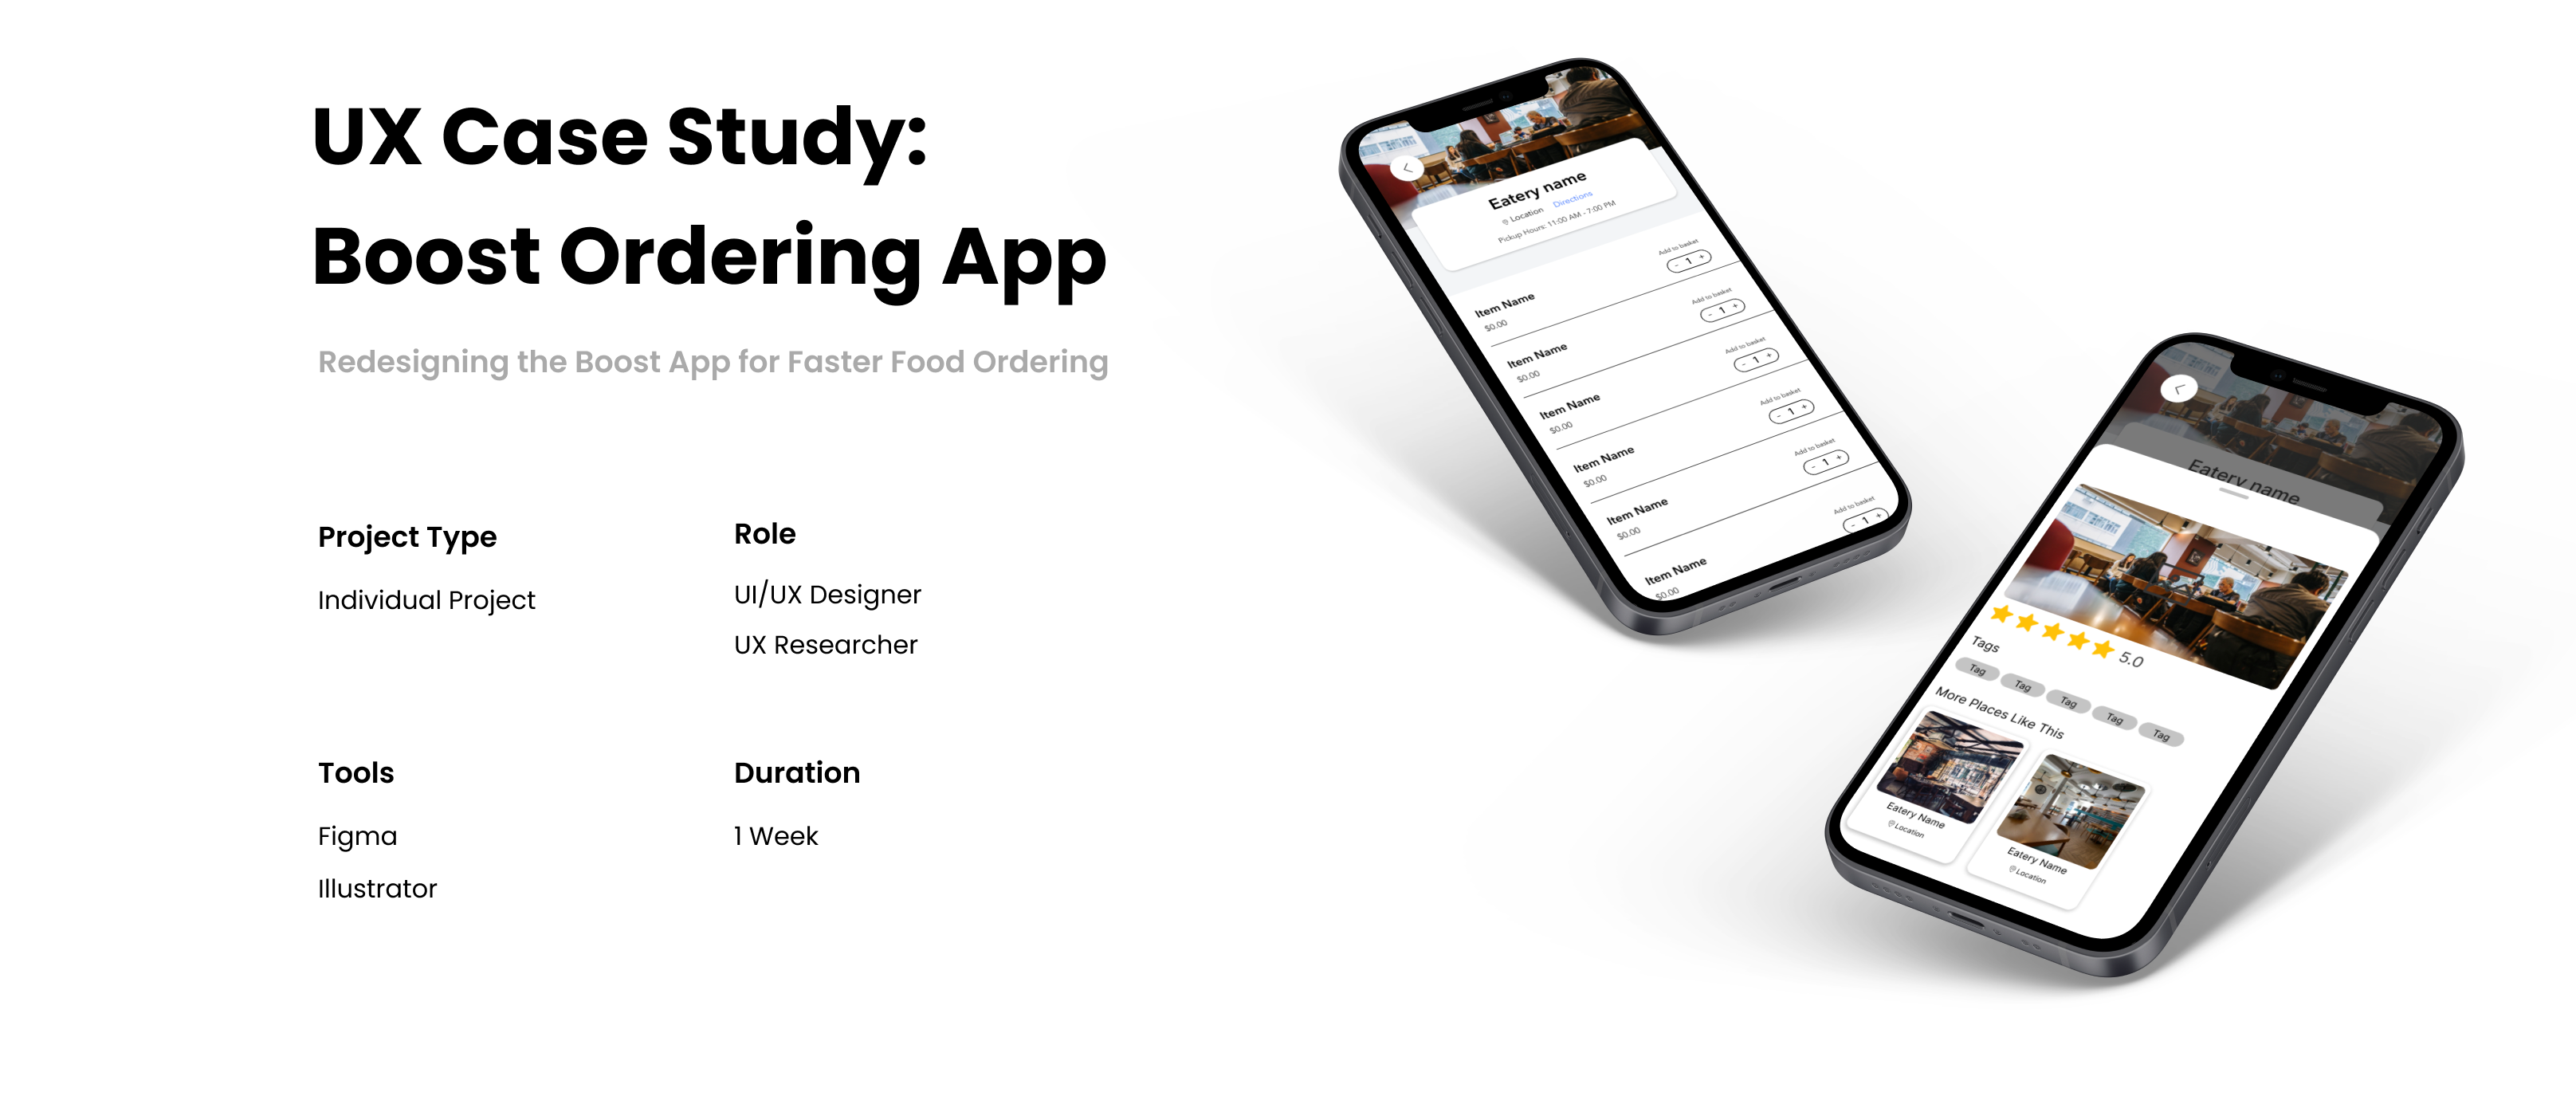 UX Case Study:
Boost Ordering App
Redesigning the Boost App for Faster Food Ordering
Project Type
Individual Project
Role
UI/UX Designer
UX Researcher
Tools
Figma
Illustrator
Duration
1 Week
Eatery name
Location Directions
Pickup Hours: 11:00 AM - 7:00 PM
Add to basket
- 1 +
Item Name
$0.00
Add to basket
- 1 +
Item Name
$0.00
Add to basket
- 1 +
Item Name
$0.00
Add to basket
- 1 +
Item Name
$0.00
Add to basket
- 1 +
Item Name
$0.00
Add to basket
- 1 +
Item Name
$0.00
Eatery name
5.0
Tags
Tag Tag Tag Tag Tag
More Places Like This
Eatery Name
Location
Eatery Name
Location